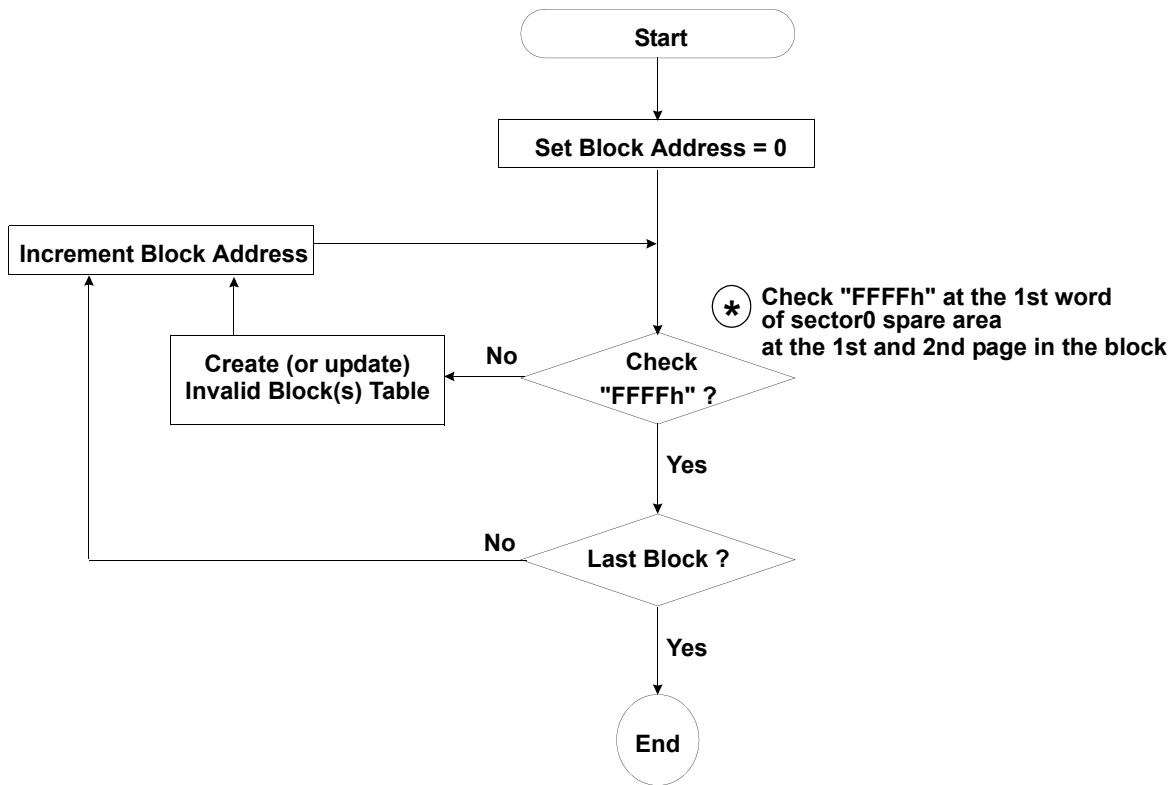 Start
Set Block Address = 0
Increment Block Address
* Check "FFFFh" at the 1st word
of sector0 spare area
at the 1st and 2nd page in the block
No
Create (or update)
Invalid Block(s) Table
Check
"FFFFh" ?
Yes
No
Last Block ?
Yes
End